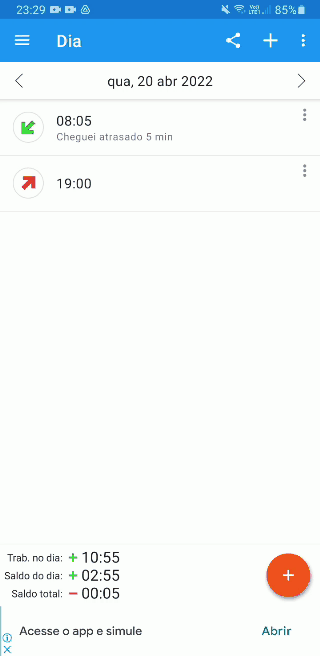 23:29 85%
Dia
qua, 20 abr 2022
08:05
Cheguei atrasado 5 min
19:00
Trab. no dia: + 10:55
Saldo do dia: + 02:55
Saldo total: − 00:05
Acesse o app e simule Abrir